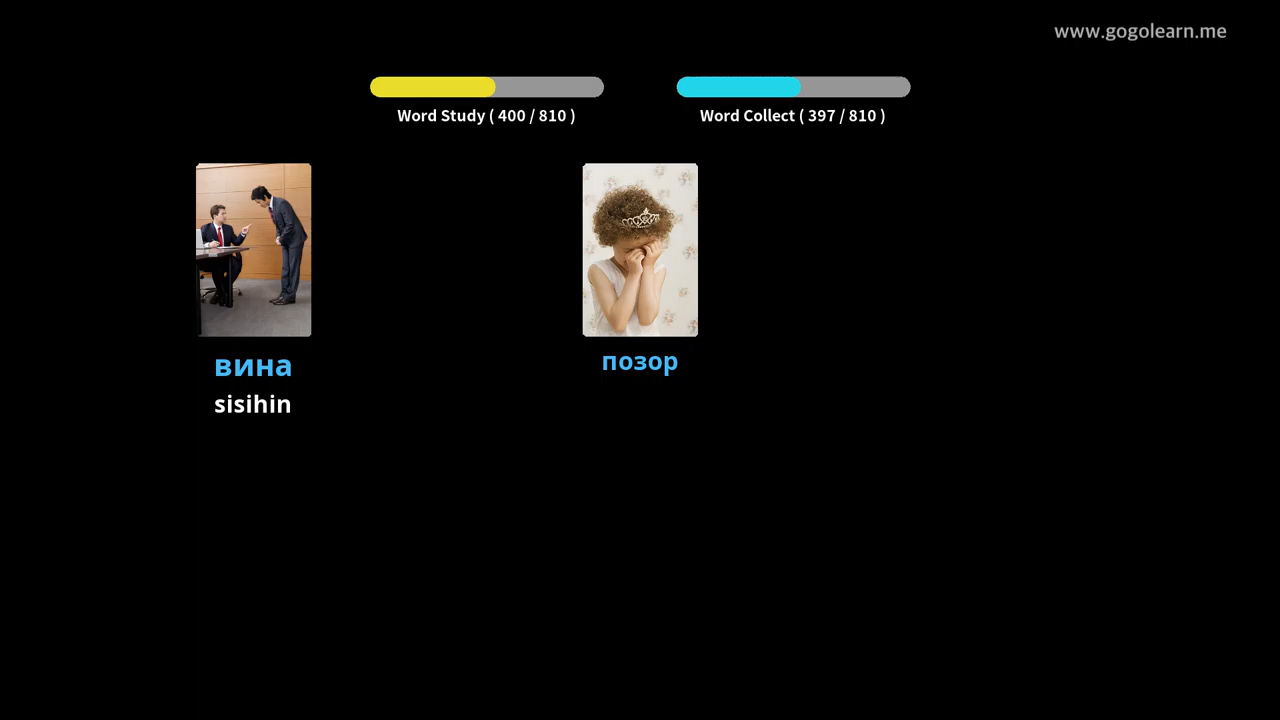 www.gogolearn.me
Word Study ( 400 / 810 )
Word Collect ( 397 / 810 )
вина
sisihin
позор